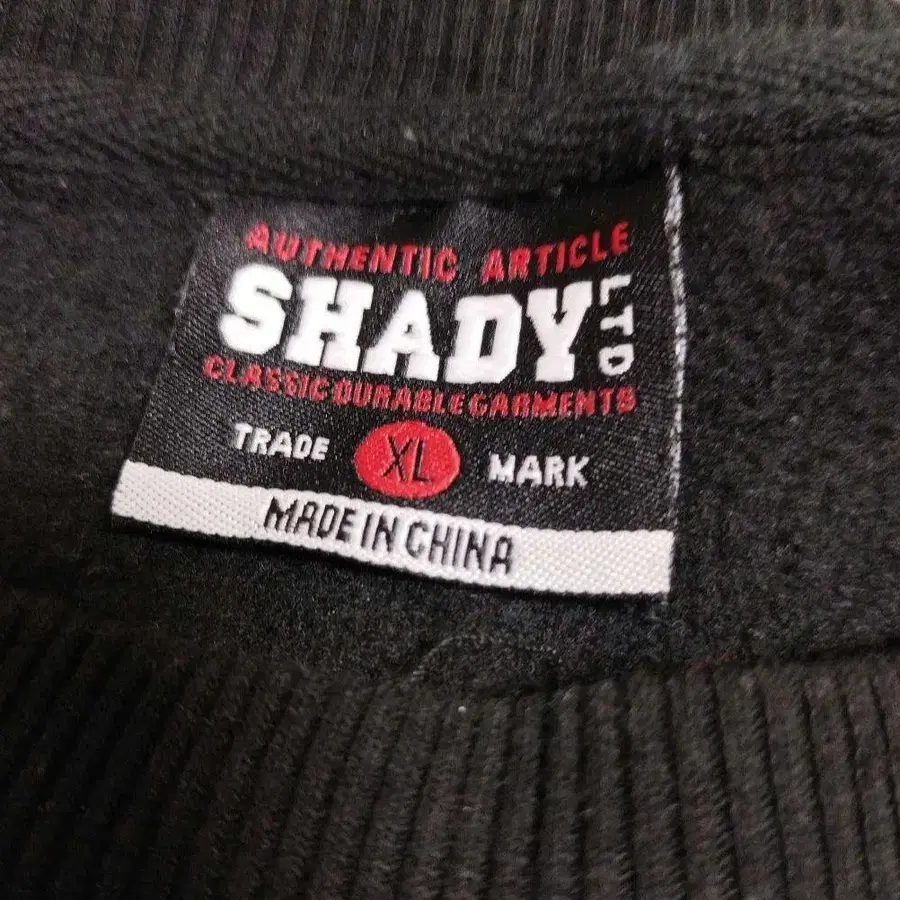 AUTHENTIC ARTICLE
SHADY LTD
CLASSIC DURABLE GARMENTS
TRADE XL MARK
MADE IN CHINA